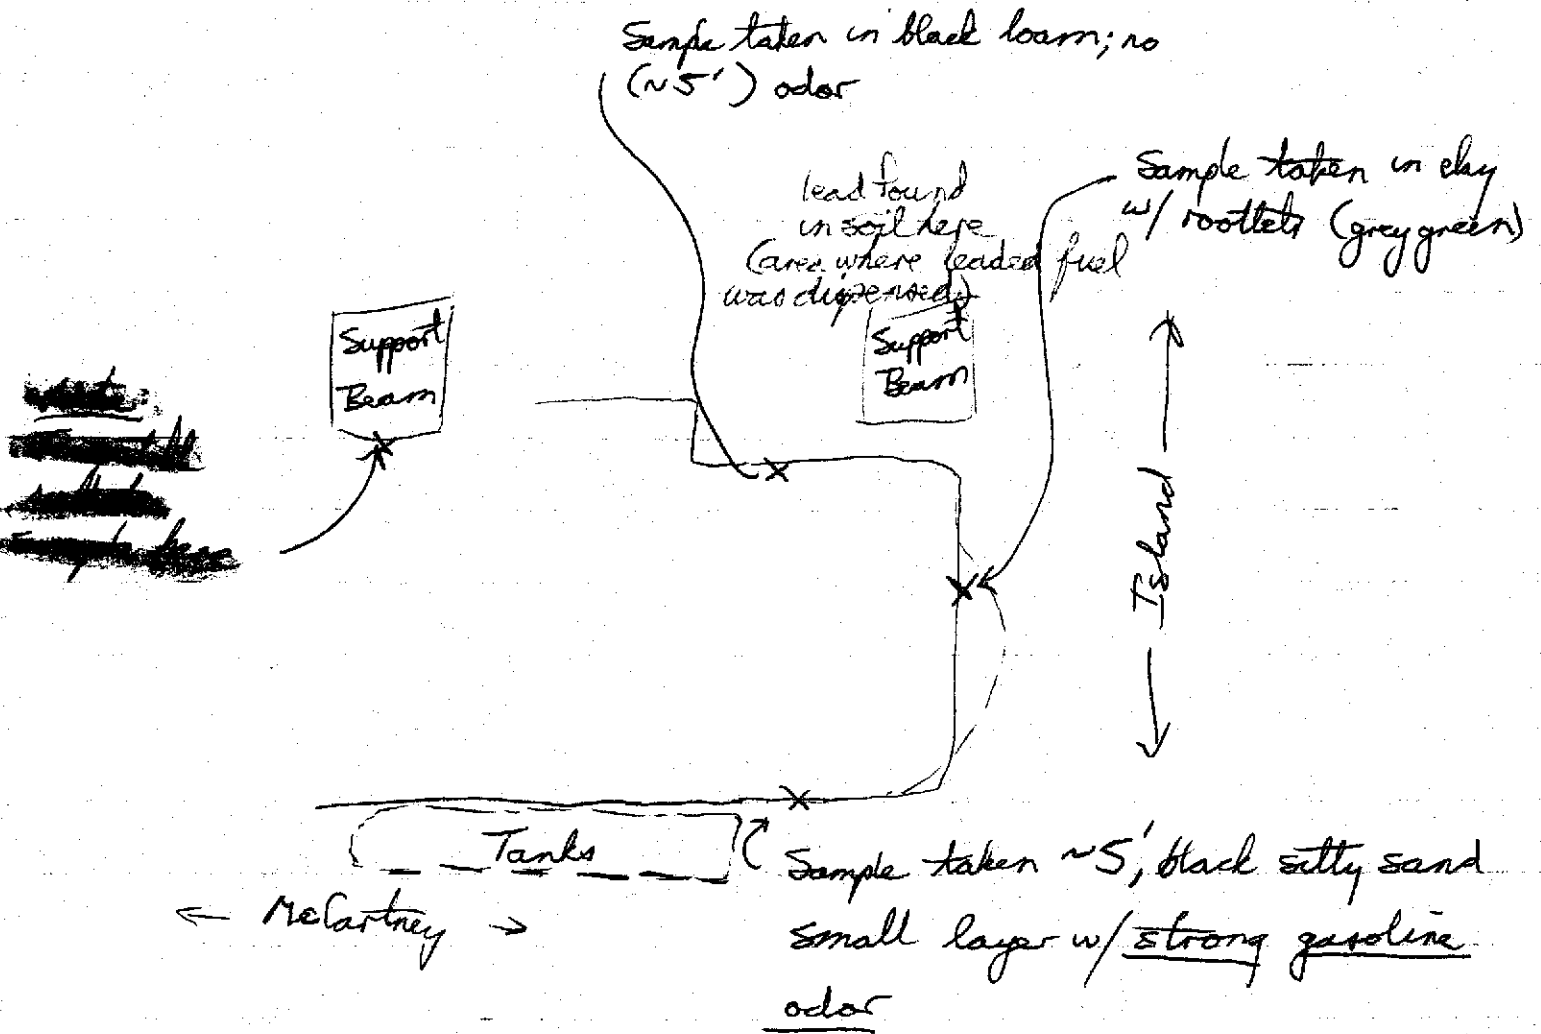 Sample taken in black loam; no
(~5') odor
lead found
in soil here
(area where leaded fuel
was dispensed)
Sample taken in clay
w/ rootlets (grey green)
Support
Beam
Support
Beam
Island
Tanks
McCartney
Sample taken ~5', black silty sand
small layer w/ strong gasoline
odor